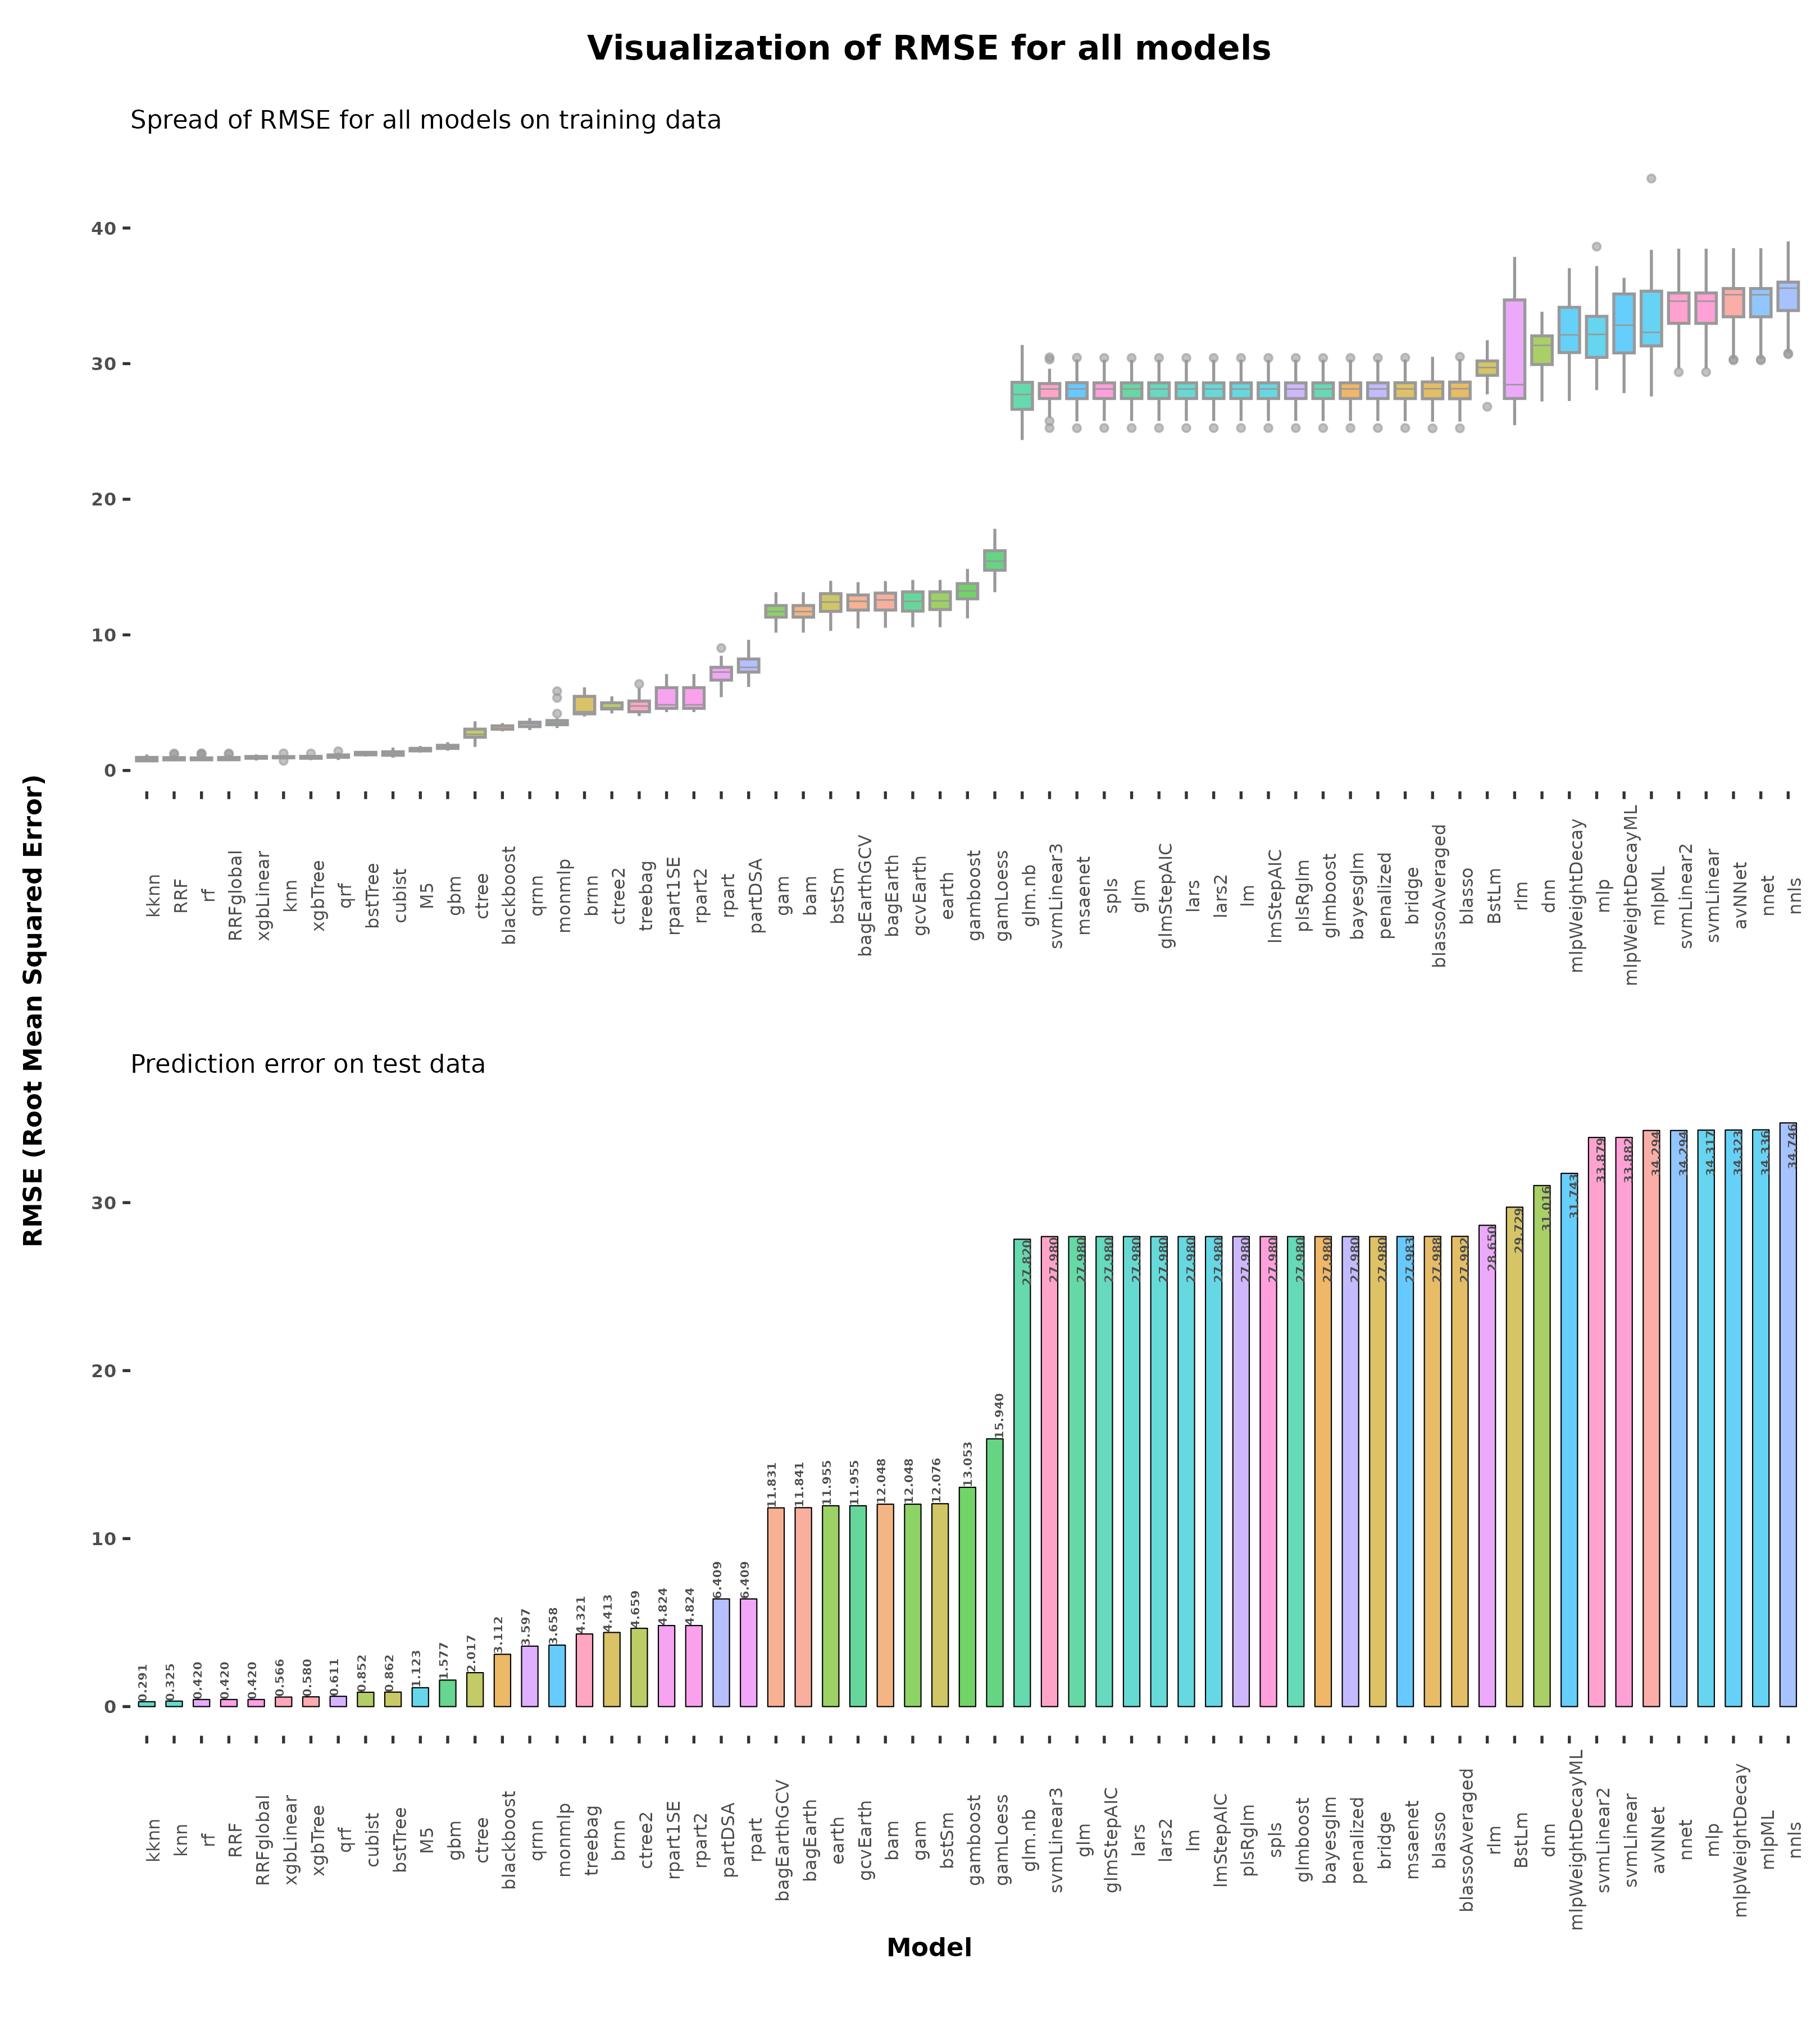 Visualization of RMSE for all models
Spread of RMSE for all models on training data
RMSE (Root Mean Squared Error)
40
30
20
10
0
kknn
RRF
rf
RRFglobal
xgbLinear
knn
xgbTree
qrf
bstTree
cubist
M5
gbm
ctree
blackboost
qrnn
monmlp
brnn
ctree2
treebag
rpart1SE
rpart2
rpart
partDSA
gam
bam
bstSm
bagEarthGCV
bagEarth
gcvEarth
earth
gamboost
gamLoess
glm.nb
svmLinear3
msaenet
spls
glm
glmStepAIC
lars
lars2
lm
lmStepAIC
plsRglm
glmboost
bayesglm
penalized
bridge
blassoAveraged
blasso
BstLm
rlm
dnn
mlpWeightDecay
mlp
mlpWeightDecayML
mlpML
svmLinear2
svmLinear
avNNet
nnet
nnls
Prediction error on test data
30
20
10
0
0.291
0.325
0.420
0.420
0.420
0.566
0.580
0.611
0.852
0.862
1.123
1.577
2.017
3.112
3.597
3.658
4.321
4.413
4.659
4.824
4.824
6.409
6.409
11.831
11.841
11.955
11.955
12.048
12.048
12.076
13.053
15.940
27.820
27.980
27.980
27.980
27.980
27.980
27.980
27.980
27.980
27.980
27.980
27.980
27.980
27.980
27.983
27.988
27.992
28.650
29.729
31.016
31.743
33.879
33.882
34.294
34.294
34.317
34.323
34.336
34.746
kknn
knn
rf
RRF
RRFglobal
xgbLinear
xgbTree
qrf
cubist
bstTree
M5
gbm
ctree
blackboost
qrnn
monmlp
treebag
brnn
ctree2
rpart1SE
rpart2
partDSA
rpart
bagEarthGCV
bagEarth
earth
gcvEarth
bam
gam
bstSm
gamboost
gamLoess
glm.nb
svmLinear3
glm
glmStepAIC
lars
lars2
lm
lmStepAIC
plsRglm
spls
glmboost
bayesglm
penalized
bridge
msaenet
blasso
blassoAveraged
rlm
BstLm
dnn
mlpWeightDecayML
svmLinear2
svmLinear
avNNet
nnet
mlp
mlpWeightDecay
mlpML
nnls
Model